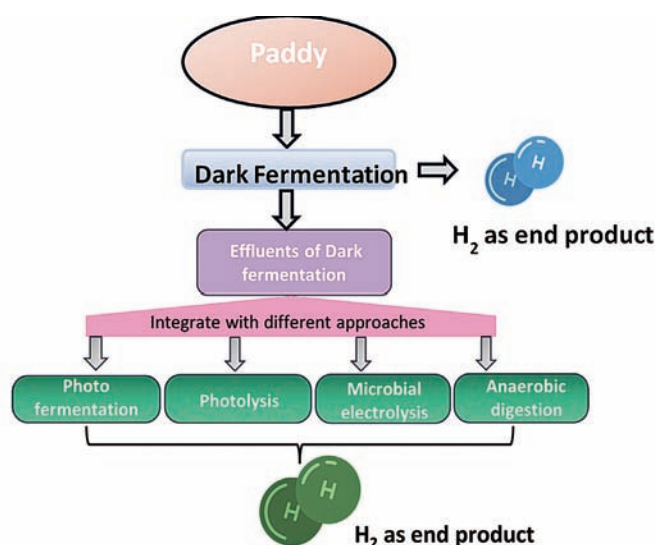 Paddy
Dark Fermentation
H
H
H₂ as end product
Effluents of Dark
fermentation
Integrate with different approaches
Photo
fermentation
Photolysis
Microbial
electrolysis
Anaerobic
digestion
H
H
H₂ as end product